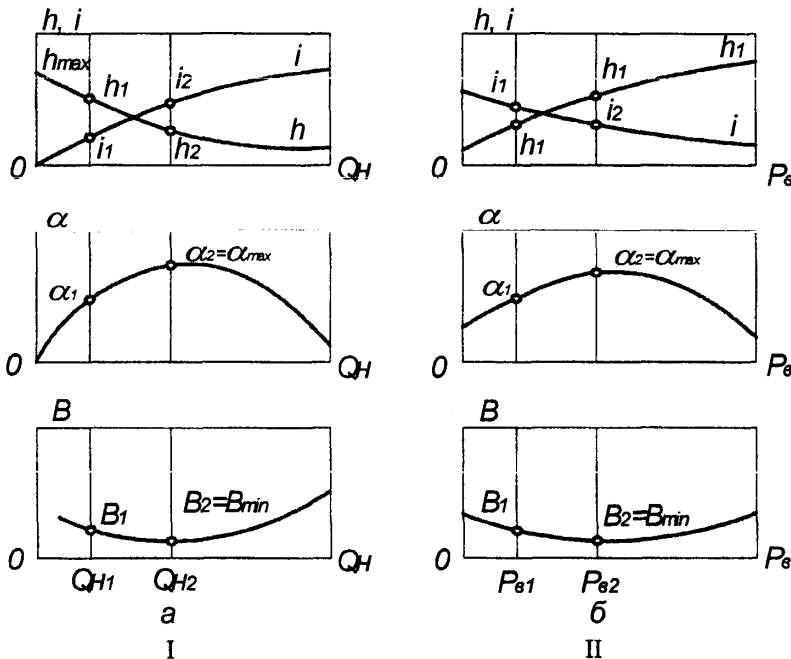 h, i
hmax
h1
i2
i
i1
h2
h
0
QH
α
α1
α2=αmax
0
QH
B
B1
B2=Bmin
0
QH
QH1
QH2
а
I
h, i
i1
h1
h1
i2
h1
i
0
Pв
α
α1
α2=αmax
0
Pв
B
B1
B2=Bmin
0
Pв
Pв1
Pв2
б
II